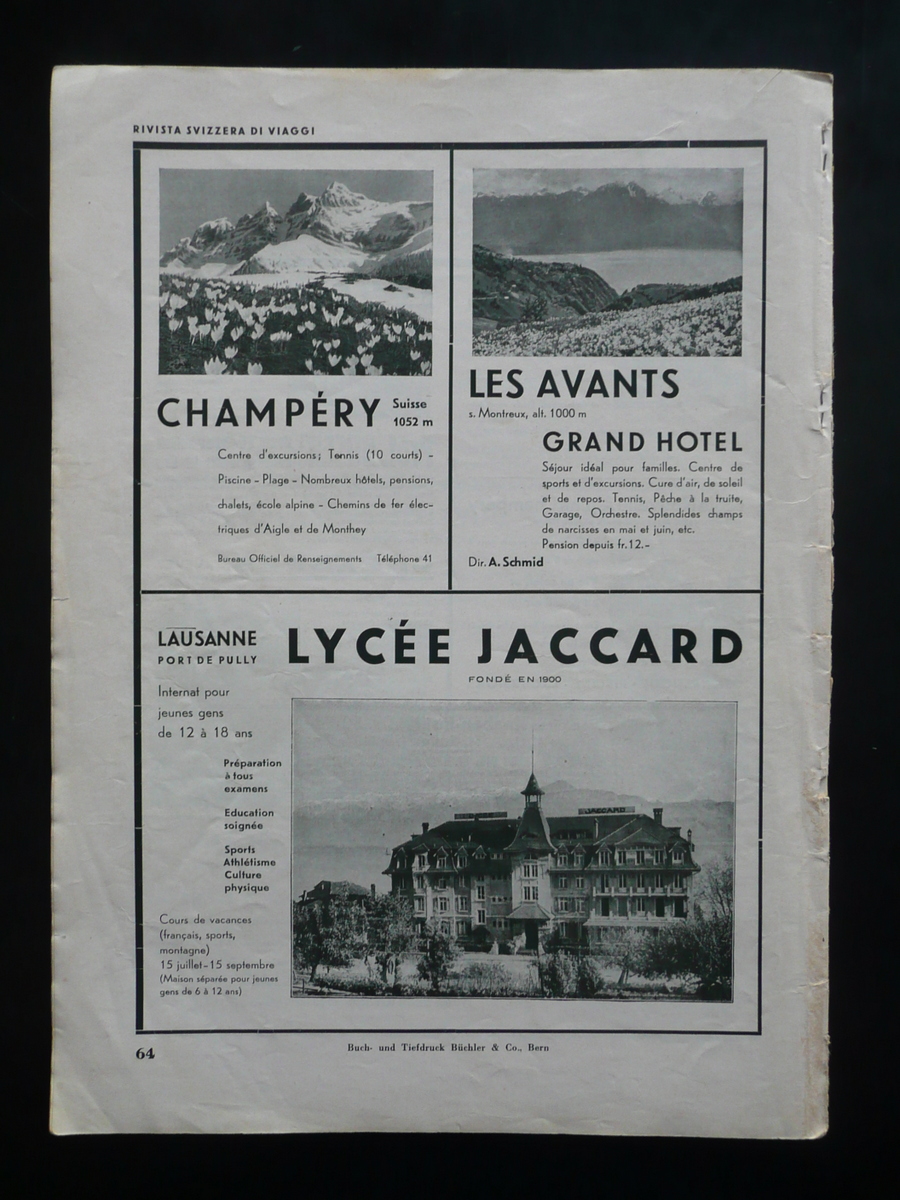 RIVISTA SVIZZERA DI VIAGGI
CHAMPÉRY
Suisse
1052 m
Centre d'excursions; Tennis (10 courts) –
Piscine – Plage – Nombreux hôtels, pensions,
chalets, école alpine – Chemins de fer élec-
triques d'Aigle et de Monthey
Bureau Officiel de Renseignements Téléphone 41
LES AVANTS
s. Montreux, alt. 1000 m
GRAND HOTEL
Séjour idéal pour familles. Centre de
sports et d'excursions. Cure d'air, de soleil
et de repos. Tennis, Pêche à la truite,
Garage, Orchestre. Splendides champs
de narcisses en mai et juin, etc.
Pension depuis fr. 12.–
Dir. A. Schmid
LAUSANNE
PORT DE PULLY
LYCÉE JACCARD
FONDÉ EN 1900
Internat pour
jeunes gens
de 12 à 18 ans
Préparation
à tous
examens
Education
soignée
Sports
Athlétisme
Culture
physique
Cours de vacances
(français, sports,
montagne)
15 juillet–15 septembre
(Maison séparée pour jeunes
gens de 6 à 12 ans)
JACCARD
64
Buch- und Tiefdruck Büchler & Co., Bern